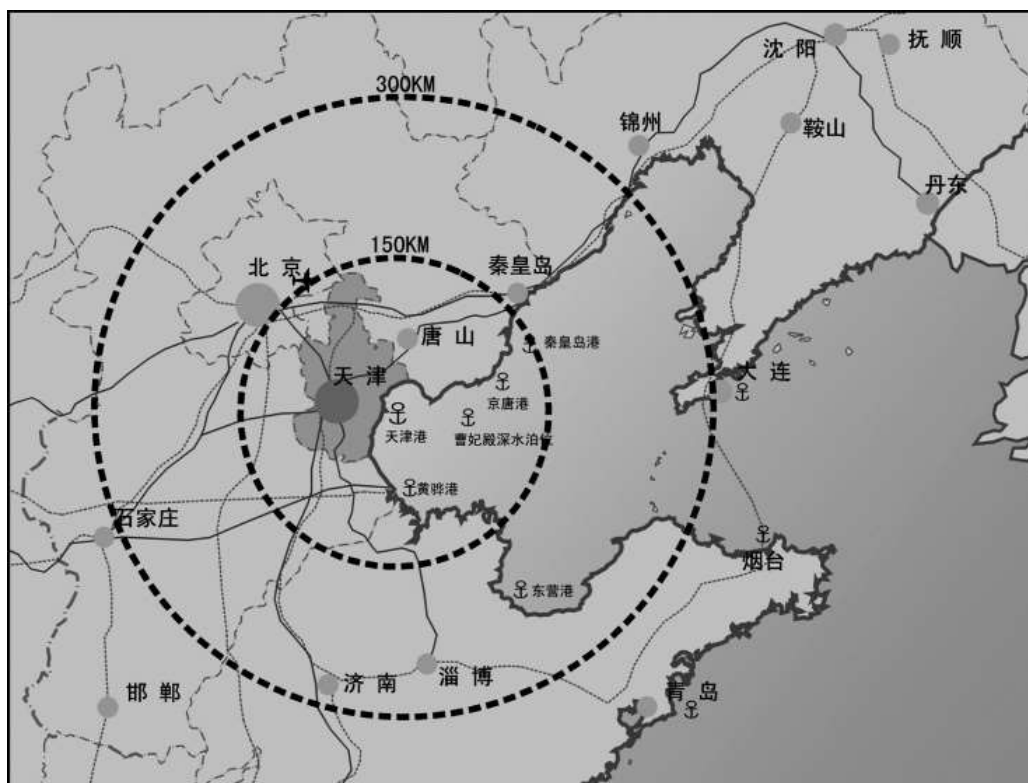 沈 阳
抚 顺
300KM
锦州
鞍山
丹东
150KM
北 京
秦皇岛
唐 山
秦皇岛港
天 津
大 连
京唐港
天津港
曹妃殿深水泊位
黄骅港
石家庄
烟台
东营港
淄 博
济 南
邯 郸
青 岛